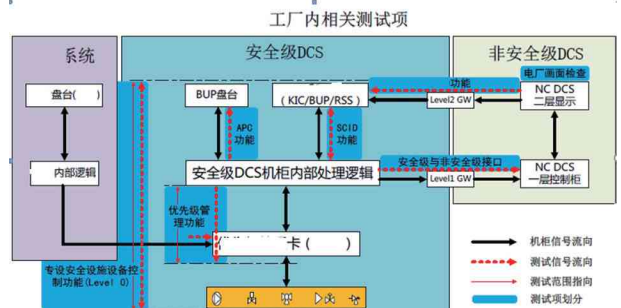 工厂内相关测试项
系统
安全级DCS
非安全级DCS
电厂画面检查
盘台( )
BUP盘台
(KIC/BUP/RSS)
功能
Level2 GW
NC DCS
二层显示
APC
功能
SCID
功能
内部逻辑
安全级DCS机柜内部处理逻辑
安全级与非安全级接口
Level1 GW
NC DCS
一层控制柜
优先级管
理功能
卡( )
专设安全设施设备控
制功能(Level 0)
机柜信号流向
测试信号流向
测试范围指向
测试项划分